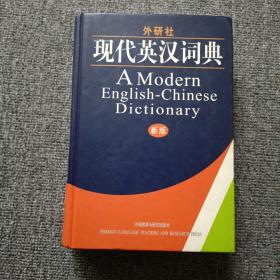 外研社
现代英汉词典
A Modern
English-Chinese
Dictionary
新版
外语教学与研究出版社
FOREIGN LANGUAGE TEACHING AND RESEARCH PRESS